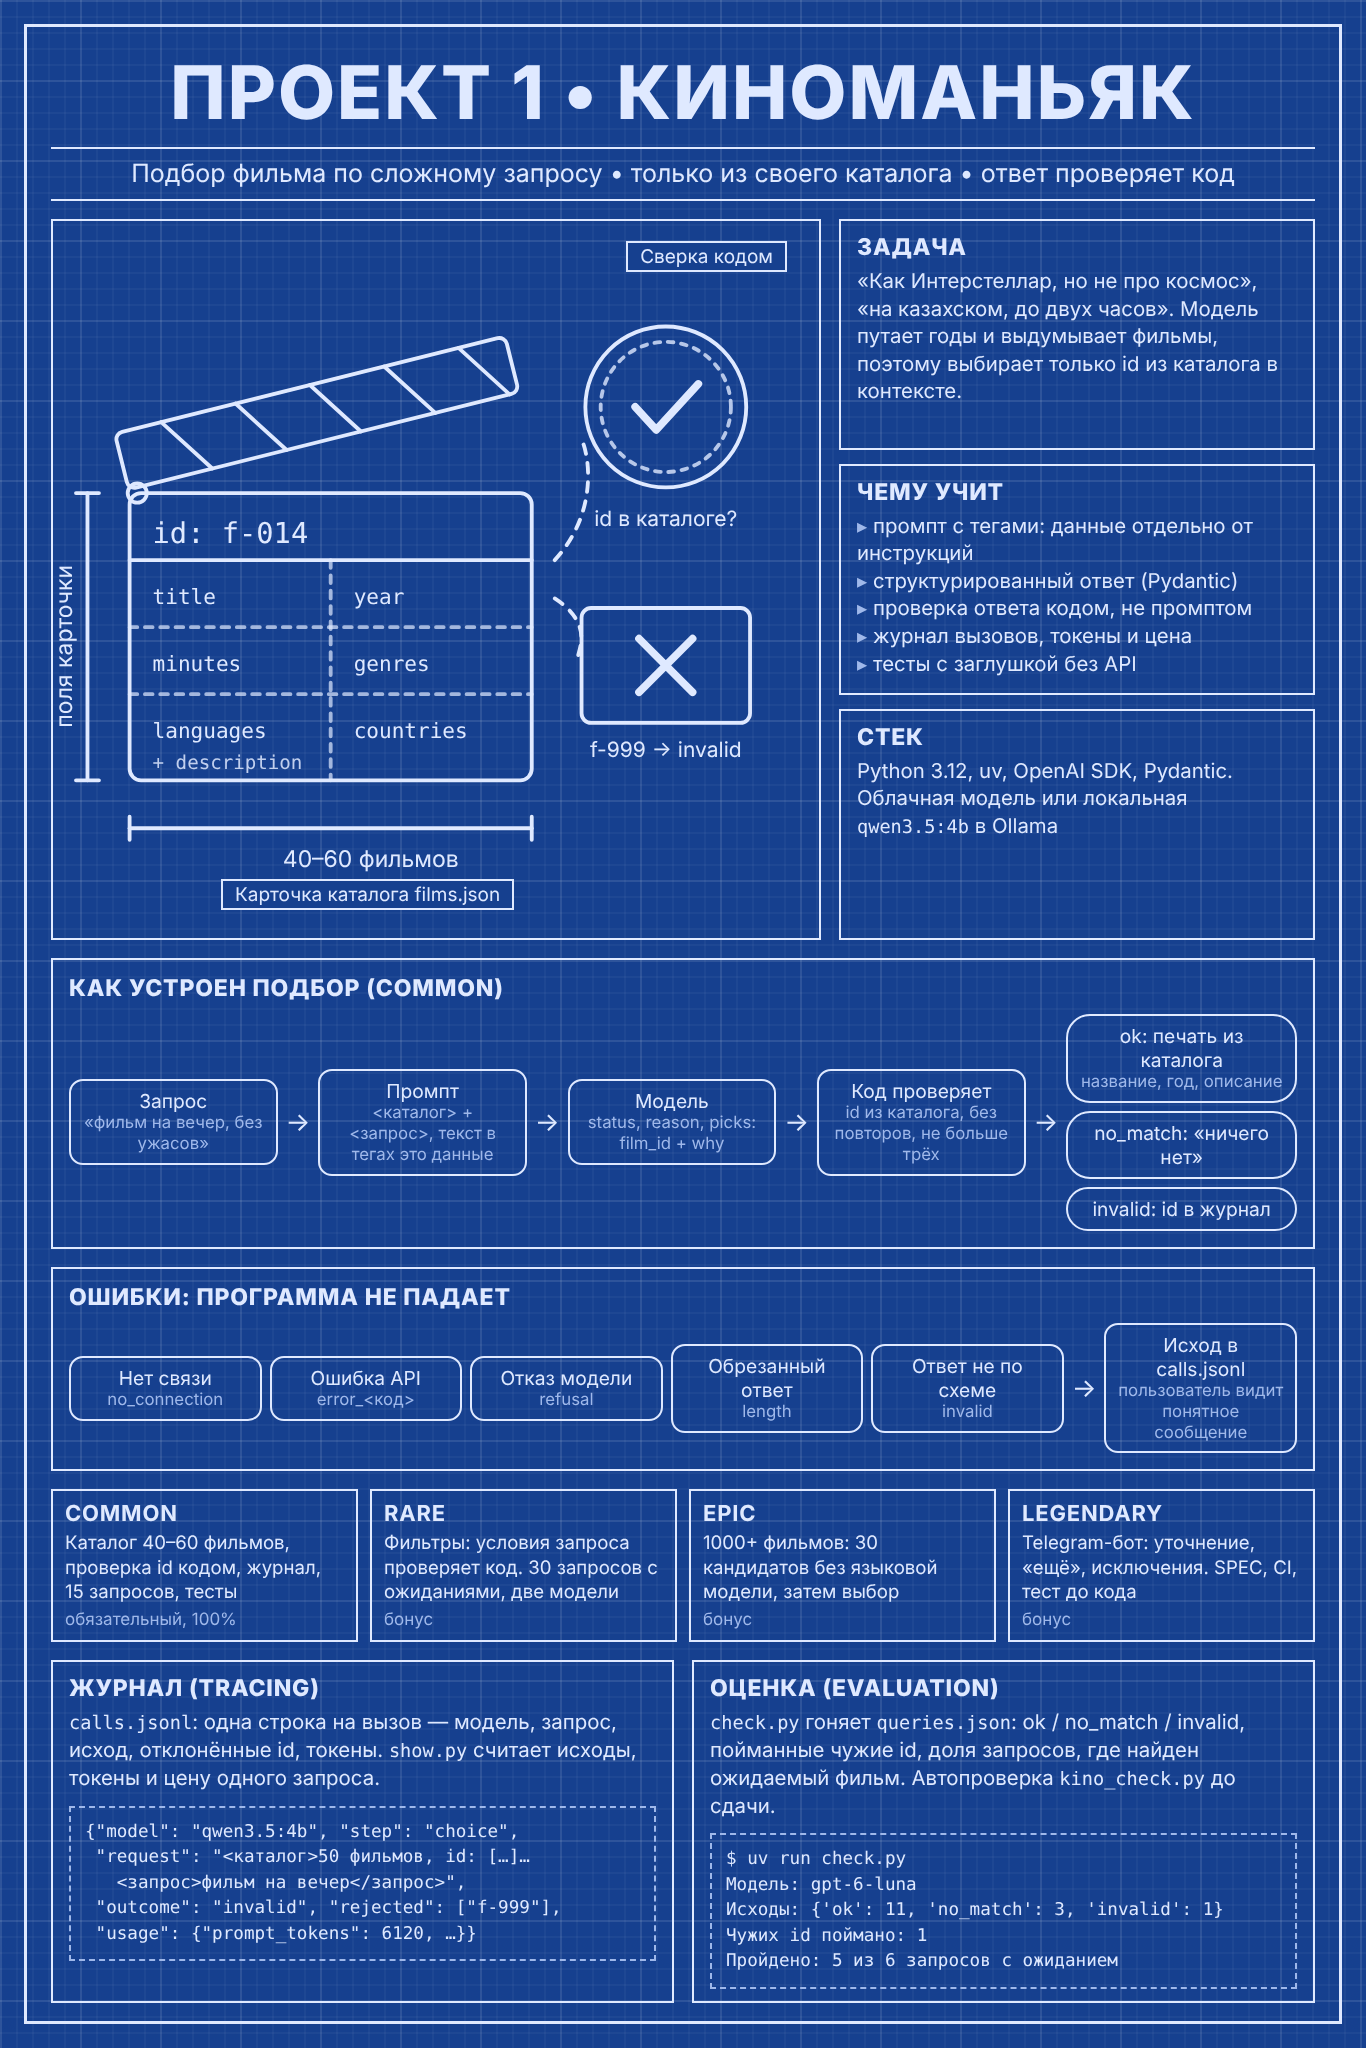 ПРОЕКТ 1 • КИНОМАНЬЯК
Подбор фильма по сложному запросу • только из своего каталога • ответ проверяет код
Сверка кодом
id в каталоге?
id: f-014
title
year
minutes
genres
languages
countries
+ description
поля карточки
f-999 → invalid
40–60 фильмов
Карточка каталога films.json
ЗАДАЧА
«Как Интерстеллар, но не про космос»,
«на казахском, до двух часов». Модель
путает годы и выдумывает фильмы,
поэтому выбирает только id из каталога в
контексте.
ЧЕМУ УЧИТ
▸ промпт с тегами: данные отдельно от
инструкций
▸ структурированный ответ (Pydantic)
▸ проверка ответа кодом, не промптом
▸ журнал вызовов, токены и цена
▸ тесты с заглушкой без API
СТЕК
Python 3.12, uv, OpenAI SDK, Pydantic.
Облачная модель или локальная
qwen3.5:4b в Ollama
КАК УСТРОЕН ПОДБОР (COMMON)
Запрос
«фильм на вечер, без
ужасов»
→
Промпт
<каталог> +
<запрос>, текст в
тегах это данные
→
Модель
status, reason, picks:
film_id + why
→
Код проверяет
id из каталога, без
повторов, не больше
трёх
→
ok: печать из
каталога
название, год, описание
no_match: «ничего
нет»
invalid: id в журнал
ОШИБКИ: ПРОГРАММА НЕ ПАДАЕТ
Нет связи
no_connection
Ошибка API
error_<код>
Отказ модели
refusal
Обрезанный
ответ
length
Ответ не по
схеме
invalid
→
Исход в
calls.jsonl
пользователь видит
понятное
сообщение
COMMON
Каталог 40–60 фильмов,
проверка id кодом, журнал,
15 запросов, тесты
обязательный, 100%
RARE
Фильтры: условия запроса
проверяет код. 30 запросов с
ожиданиями, две модели
бонус
EPIC
1000+ фильмов: 30
кандидатов без языковой
модели, затем выбор
бонус
LEGENDARY
Telegram-бот: уточнение,
«ещё», исключения. SPEC, CI,
тест до кода
бонус
ЖУРНАЛ (TRACING)
calls.jsonl: одна строка на вызов — модель, запрос,
исход, отклонённые id, токены. show.py считает исходы,
токены и цену одного запроса.
{"model": "qwen3.5:4b", "step": "choice",
"request": "<каталог>50 фильмов, id: […]…
<запрос>фильм на вечер</запрос>",
"outcome": "invalid", "rejected": ["f-999"],
"usage": {"prompt_tokens": 6120, …}}
ОЦЕНКА (EVALUATION)
check.py гоняет queries.json: ok / no_match / invalid,
пойманные чужие id, доля запросов, где найден
ожидаемый фильм. Автопроверка kino_check.py до
сдачи.
$ uv run check.py
Модель: gpt-6-luna
Исходы: {'ok': 11, 'no_match': 3, 'invalid': 1}
Чужих id поймано: 1
Пройдено: 5 из 6 запросов с ожиданием